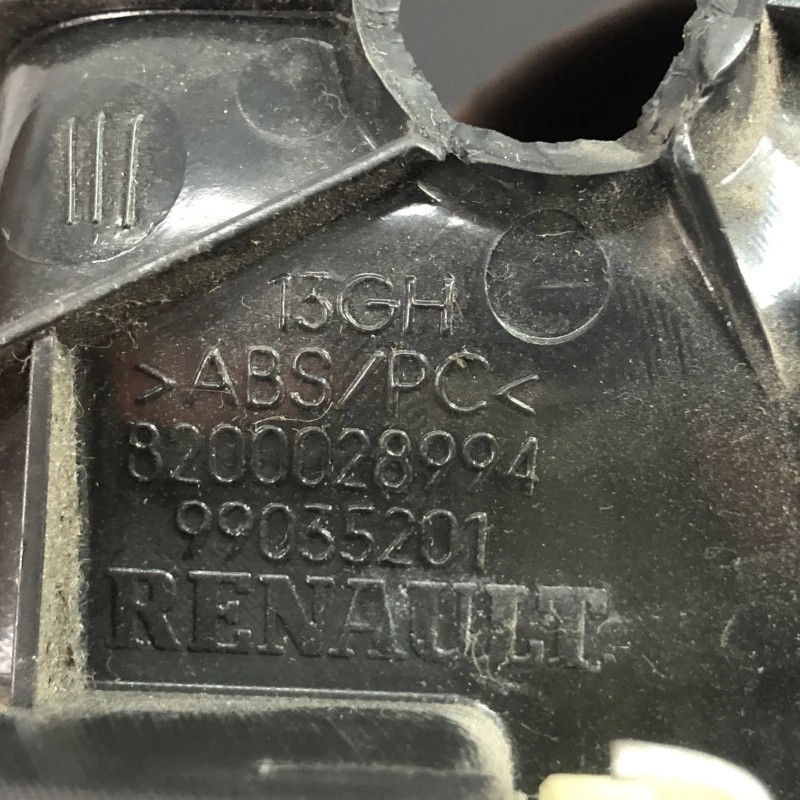 13GH
>ABS/PC<
8200028994
99035201
RENAULT